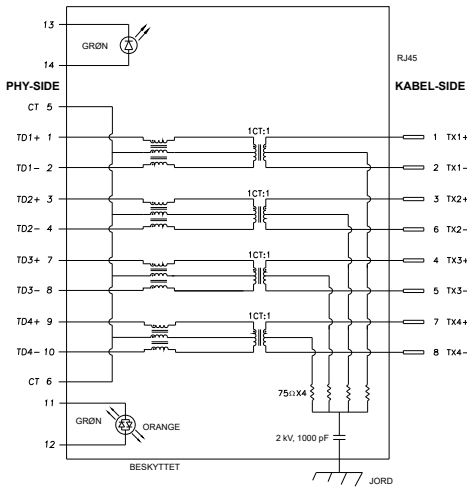 13
GRØN
14
RJ45
PHY-SIDE
KABEL-SIDE
CT 5
1CT:1
TD1+ 1
1 TX1+
TD1- 2
2 TX1-
1CT:1
TD2+ 3
3 TX2+
TD2- 4
6 TX2-
1CT:1
TD3+ 7
4 TX3+
TD3- 8
5 TX3-
1CT:1
TD4+ 9
7 TX4+
TD4- 10
8 TX4-
CT 6
75ΩX4
11
GRØN
ORANGE
12
2 kV, 1000 pF
BESKYTTET
JORD